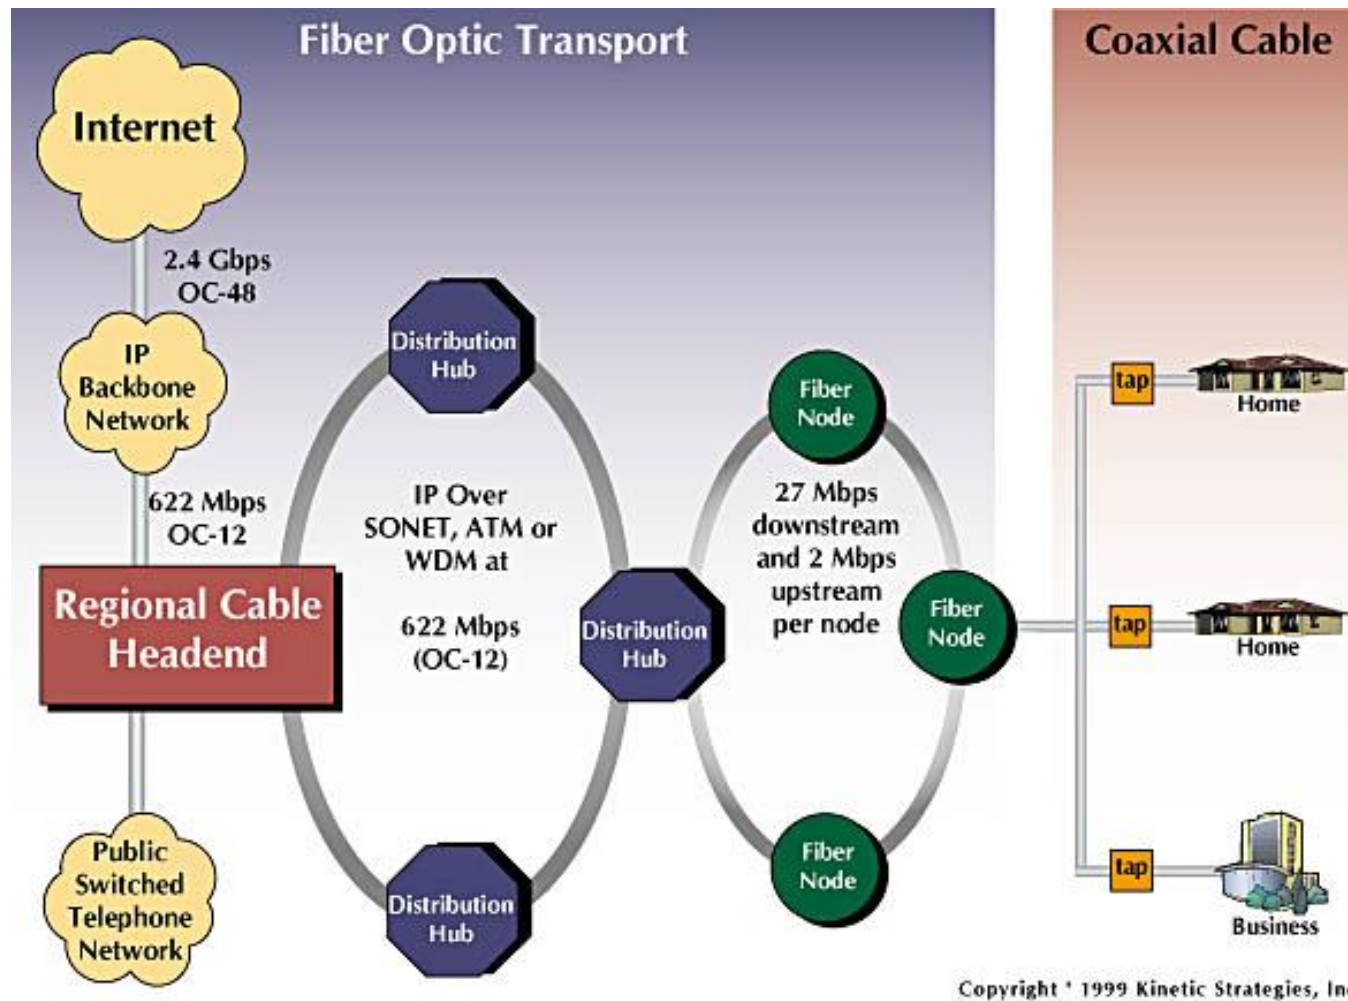 Fiber Optic Transport
Coaxial Cable
Internet
2.4 Gbps
OC-48
IP
Backbone
Network
622 Mbps
OC-12
Regional Cable
Headend
Public
Switched
Telephone
Network
Distribution
Hub
IP Over
SONET, ATM or
WDM at
622 Mbps
(OC-12)
Distribution
Hub
Distribution
Hub
Fiber
Node
27 Mbps
downstream
and 2 Mbps
upstream
per node
Fiber
Node
Fiber
Node
tap
Home
tap
Home
tap
Business
Copyright * 1999 Kinetic Strategies, Inc